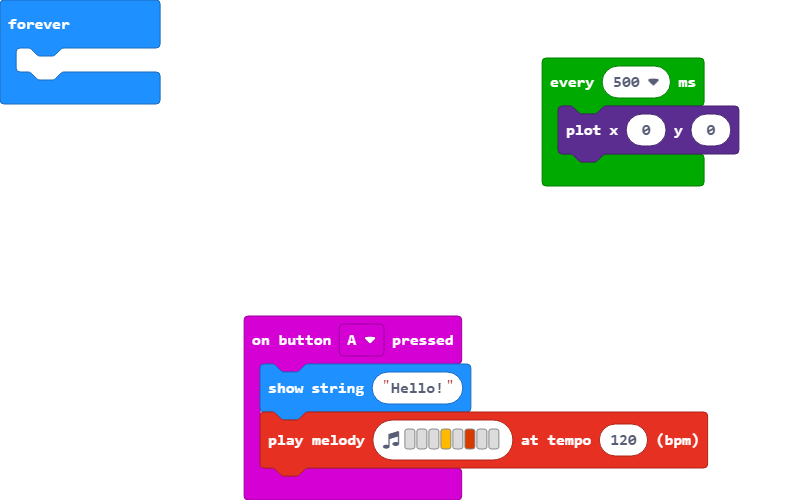 forever
every 500 ms
plot x 0 y 0
on button A pressed
show string "Hello!"
play melody at tempo 120 (bpm)